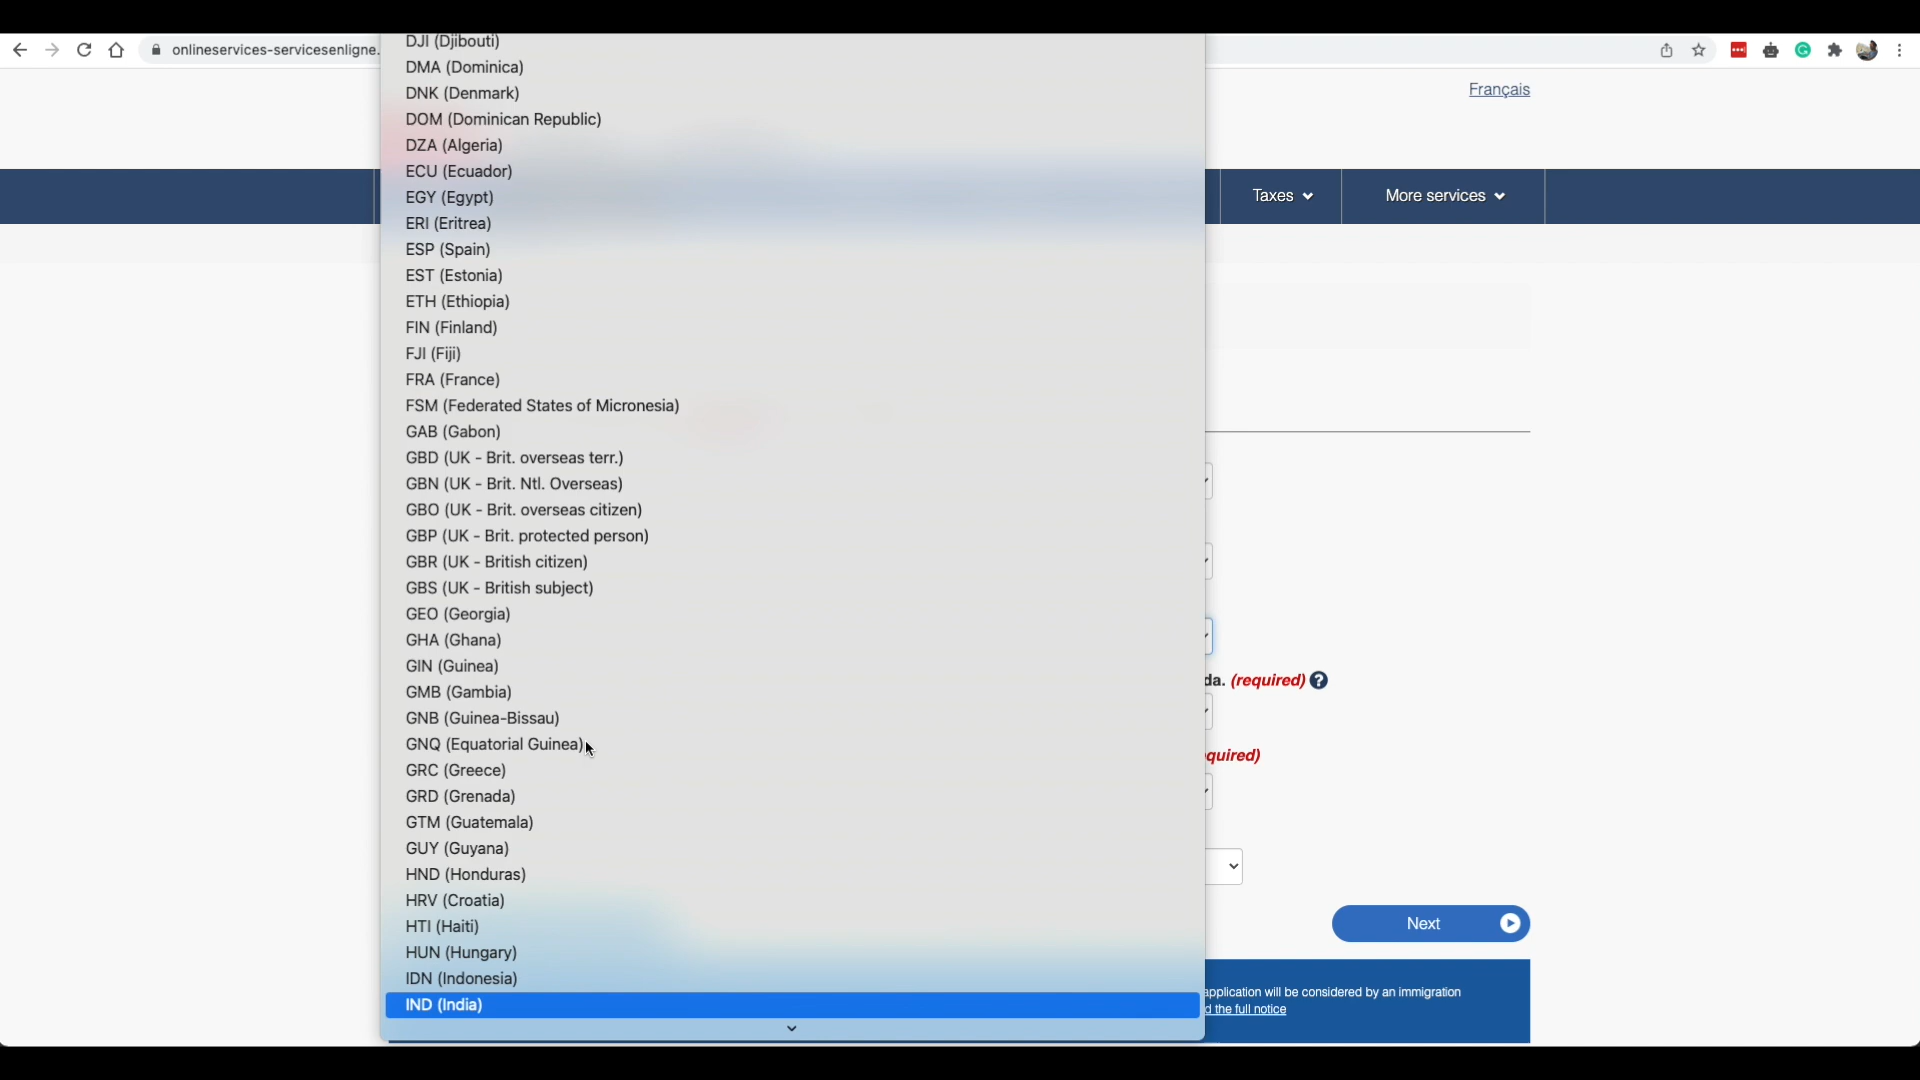 onlineservices-servicesenligne.
Français
Taxes
More services
DJI (Djibouti)
DMA (Dominica)
DNK (Denmark)
DOM (Dominican Republic)
DZA (Algeria)
ECU (Ecuador)
EGY (Egypt)
ERI (Eritrea)
ESP (Spain)
EST (Estonia)
ETH (Ethiopia)
FIN (Finland)
FJI (Fiji)
FRA (France)
FSM (Federated States of Micronesia)
GAB (Gabon)
GBD (UK - Brit. overseas terr.)
GBN (UK - Brit. Ntl. Overseas)
GBO (UK - Brit. overseas citizen)
GBP (UK - Brit. protected person)
GBR (UK - British citizen)
GBS (UK - British subject)
GEO (Georgia)
GHA (Ghana)
GIN (Guinea)
GMB (Gambia)
GNB (Guinea-Bissau)
GNQ (Equatorial Guinea)
GRC (Greece)
GRD (Grenada)
GTM (Guatemala)
GUY (Guyana)
HND (Honduras)
HRV (Croatia)
HTI (Haiti)
HUN (Hungary)
IDN (Indonesia)
IND (India)
da. (required)
quired)
Next
application will be considered by an immigration
d the full notice